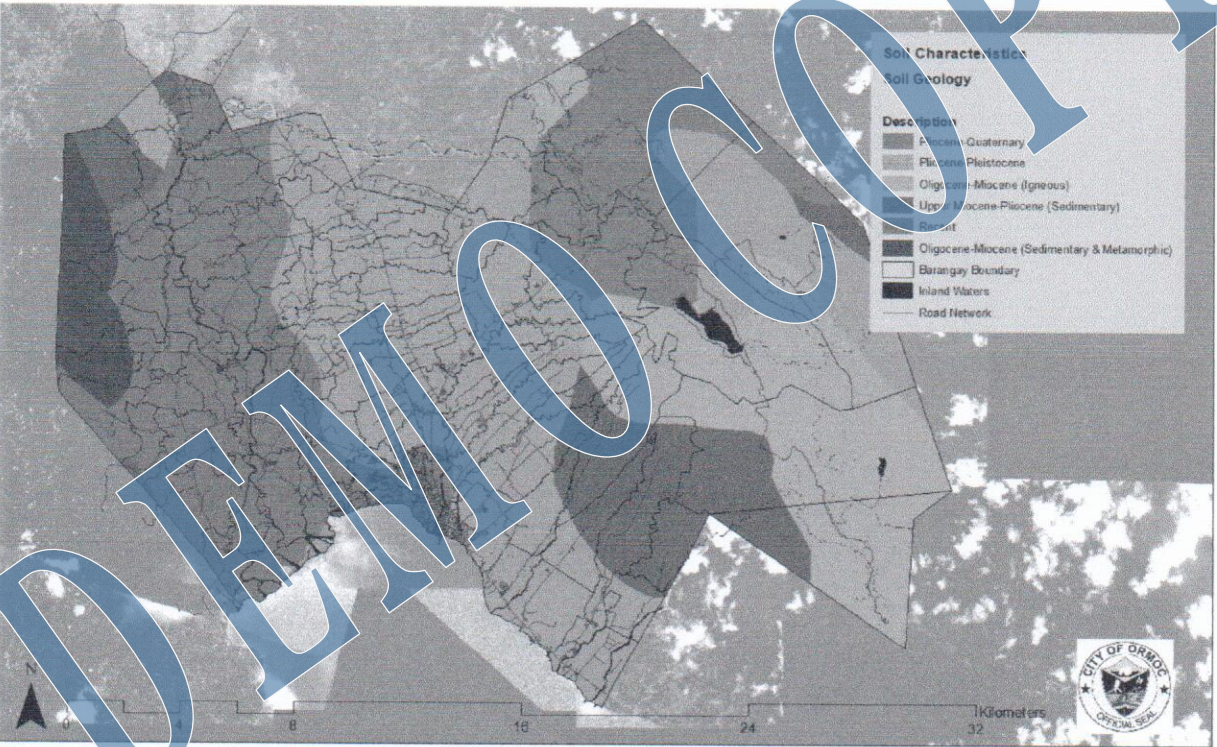 DEMO COPY
Soil Characteristics
Soil Geology
Description
Pliocene-Quaternary
Pliocene-Pleistocene
Oligocene-Miocene (Igneous)
Upper Miocene-Pliocene (Sedimentary)
Recent
Oligocene-Miocene (Sedimentary & Metamorphic)
Barangay Boundary
Inland Waters
Road Network
CITY OF ORMOC
OFFICIAL SEAL
N
0 4 8 16 24 32
Kilometers